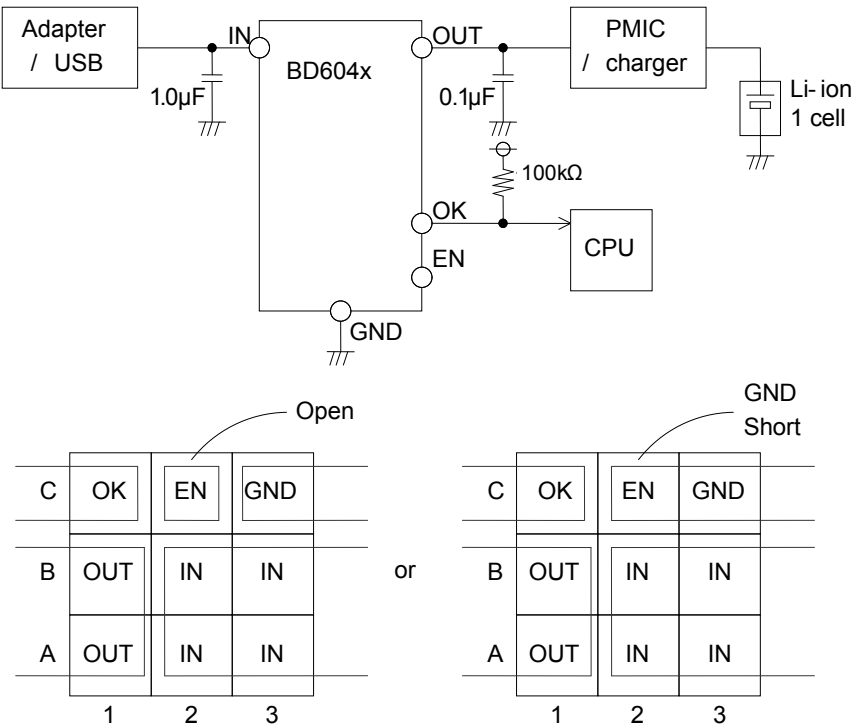 Adapter
/ USB
IN
BD604x
OUT
PMIC
/ charger
1.0µF
0.1µF
Li-ion
1 cell
100kΩ
OK
CPU
EN
GND
Open
GND
Short
C OK EN GND
B OUT IN IN
A OUT IN IN
1 2 3
or
C OK EN GND
B OUT IN IN
A OUT IN IN
1 2 3